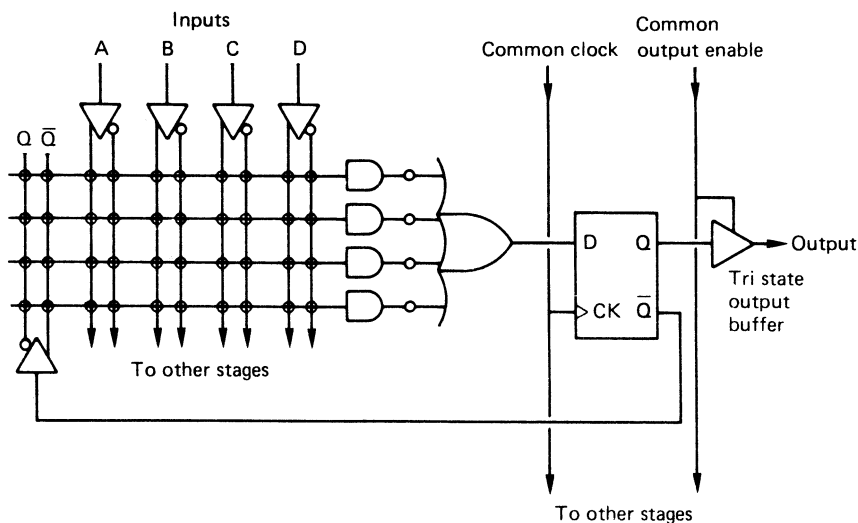 Inputs
A B C D
Common clock
Common
output enable
Q Q̅
D Q
Output
CK Q̅
Tri state
output
buffer
To other stages
To other stages